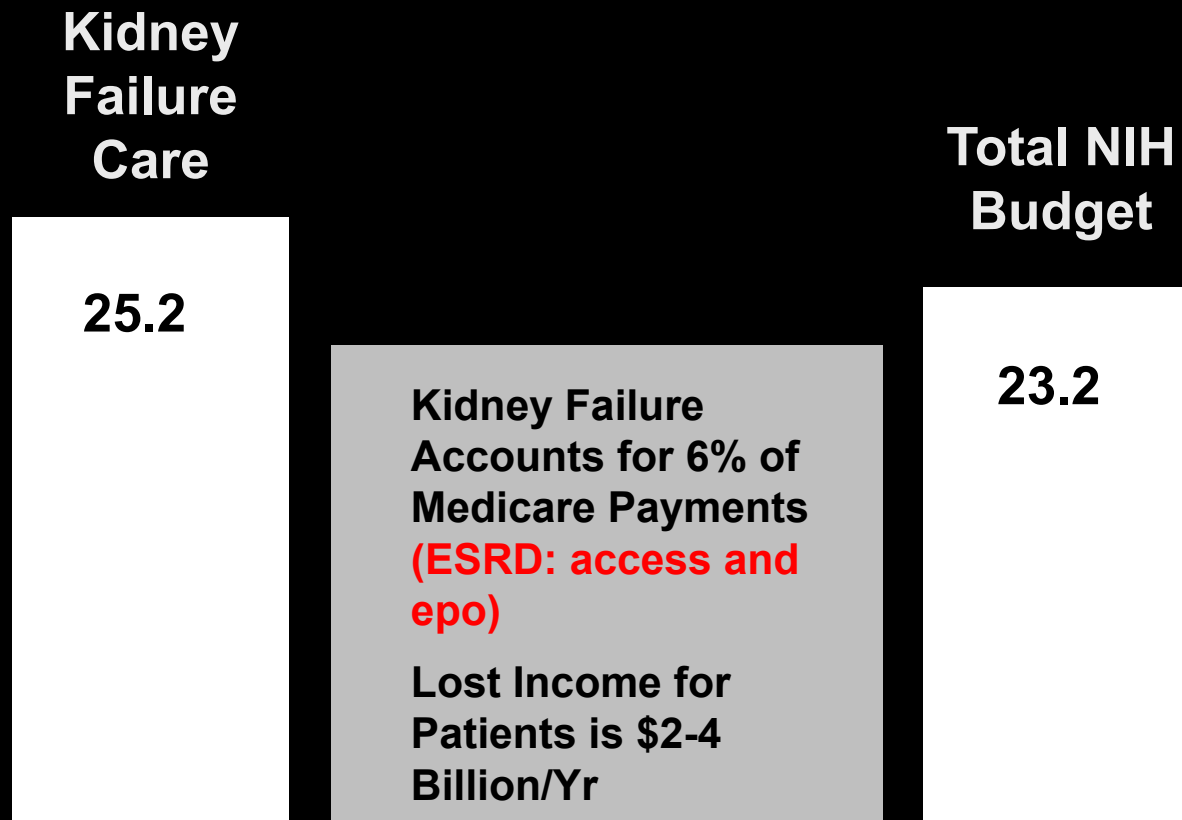 Kidney
Failure
Care
25.2
Kidney Failure
Accounts for 6% of
Medicare Payments
(ESRD: access and
epo)
Lost Income for
Patients is $2-4
Billion/Yr
Total NIH
Budget
23.2